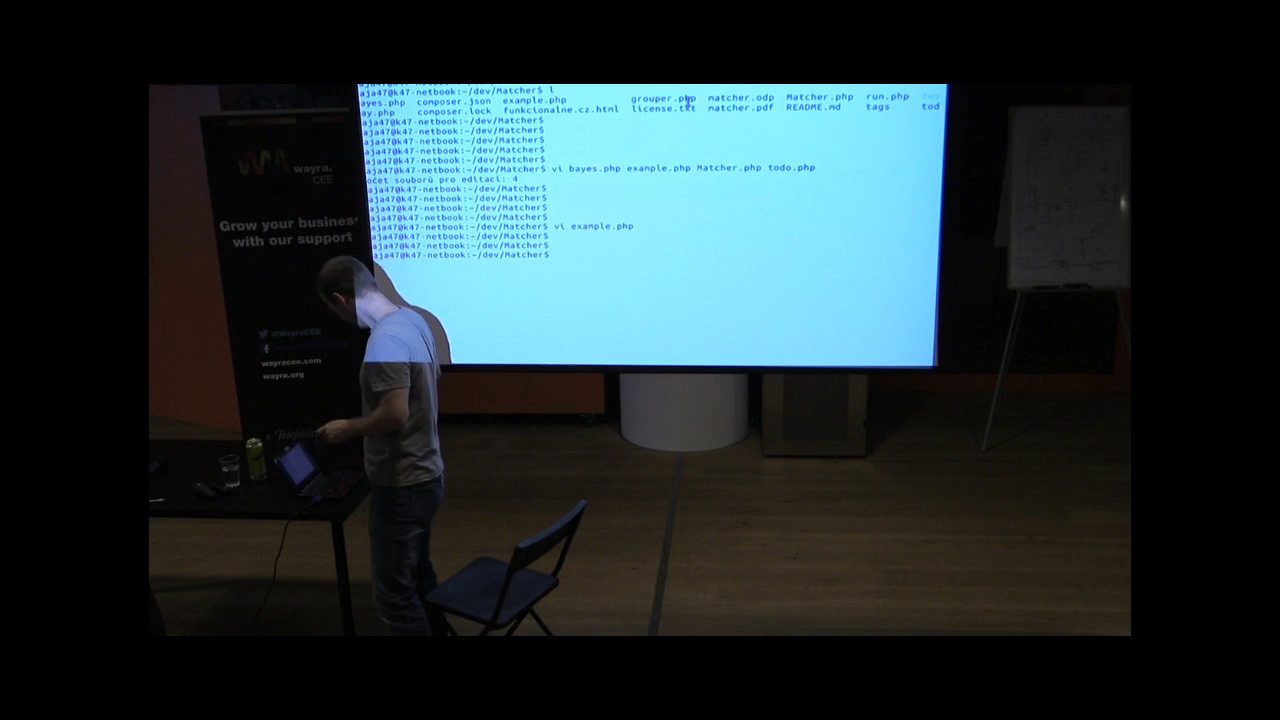 aja47@k47-netbook:~/dev/Matcher$ l
ayes.php composer.json example.php grouper.php matcher.odp Matcher.php run.php
ay.php composer.lock funkcionalne.cz.html license.txt matcher.pdf README.md tags tod
aja47@k47-netbook:~/dev/Matcher$
aja47@k47-netbook:~/dev/Matcher$
aja47@k47-netbook:~/dev/Matcher$
aja47@k47-netbook:~/dev/Matcher$
aja47@k47-netbook:~/dev/Matcher$
aja47@k47-netbook:~/dev/Matcher$ vi bayes.php example.php Matcher.php todo.php
očet souborů pro editaci: 4
aja47@k47-netbook:~/dev/Matcher$
aja47@k47-netbook:~/dev/Matcher$
aja47@k47-netbook:~/dev/Matcher$
aja47@k47-netbook:~/dev/Matcher$
aja47@k47-netbook:~/dev/Matcher$ vi example.php
aja47@k47-netbook:~/dev/Matcher$
aja47@k47-netbook:~/dev/Matcher$
aja47@k47-netbook:~/dev/Matcher$
wayra.
CEE
Grow your business
with our support
@WayraCEE
wayracee.com
wayra.org
Telefónica